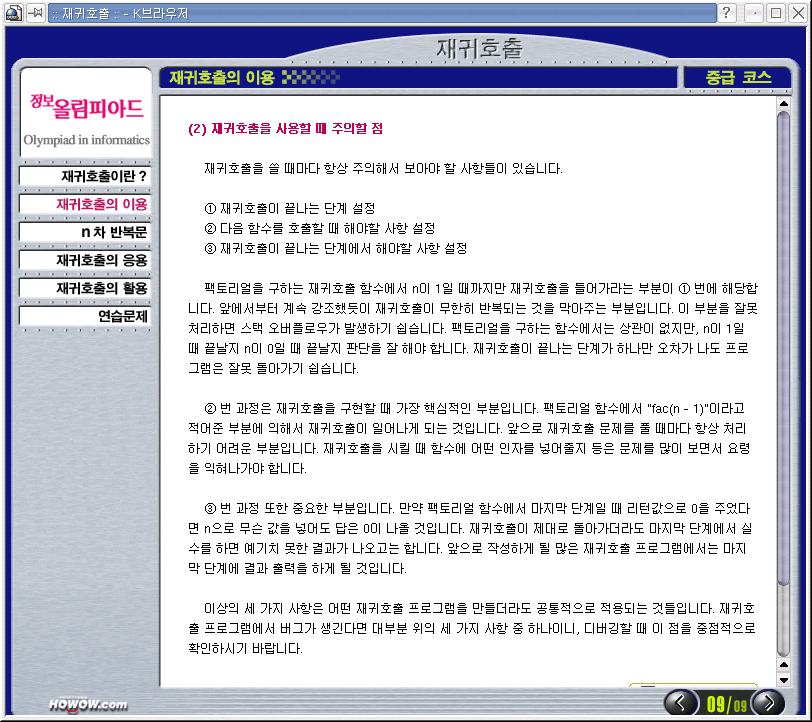 :: 재귀호출 :: - K브라우저
재귀호출
정보올림피아드
Olympiad in informatics
재귀호출이란 ?
재귀호출의 이용
n 차 반복문
재귀호출의 응용
재귀호출의 활용
연습문제
재귀호출의 이용
중급 코스
(2) 재귀호출을 사용할 때 주의할 점
재귀호출을 쓸 때마다 항상 주의해서 보아야 할 사항들이 있습니다.
① 재귀호출이 끝나는 단계 설정
② 다음 함수를 호출할 때 해야할 사항 설정
③ 재귀호출이 끝나는 단계에서 해야할 사항 설정
팩토리얼을 구하는 재귀호출 함수에서 n이 1일 때까지만 재귀호출을 들어가라는 부분이 ① 번에 해당합
니다. 앞에서부터 계속 강조했듯이 재귀호출이 무한히 반복되는 것을 막아주는 부분입니다. 이 부분을 잘못
처리하면 스택 오버플로우가 발생하기 쉽습니다. 팩토리얼을 구하는 함수에서는 상관이 없지만, n이 1일
때 끝날지 n이 0일 때 끝날지 판단을 잘 해야 합니다. 재귀호출이 끝나는 단계가 하나만 오차가 나도 프로
그램은 잘못 돌아가기 쉽습니다.
② 번 과정은 재귀호출을 구현할 때 가장 핵심적인 부분입니다. 팩토리얼 함수에서 "fac(n - 1)"이라고
적어준 부분에 의해서 재귀호출이 일어나게 되는 것입니다. 앞으로 재귀호출 문제를 풀 때마다 항상 처리
하기 어려운 부분입니다. 재귀호출을 시킬 때 함수에 어떤 인자를 넣어줄지 등은 문제를 많이 보면서 요령
을 익혀나가야 합니다.
③ 번 과정 또한 중요한 부분입니다. 만약 팩토리얼 함수에서 마지막 단계일 때 리턴값으로 0을 주었다
면 n으로 무슨 값을 넣어도 답은 0이 나올 것입니다. 재귀호출이 제대로 돌아가더라도 마지막 단계에서 실
수를 하면 예기치 못한 결과가 나오고는 합니다. 앞으로 작성하게 될 많은 재귀호출 프로그램에서는 마지
막 단계에 결과 출력을 하게 될 것입니다.
이상의 세 가지 사항은 어떤 재귀호출 프로그램을 만들더라도 공통적으로 적용되는 것들입니다. 재귀호
출 프로그램에서 버그가 생긴다면 대부분 위의 세 가지 사항 중 하나이니, 디버깅할 때 이 점을 중점적으로
확인하시기 바랍니다.
HOWOW.com
09/09